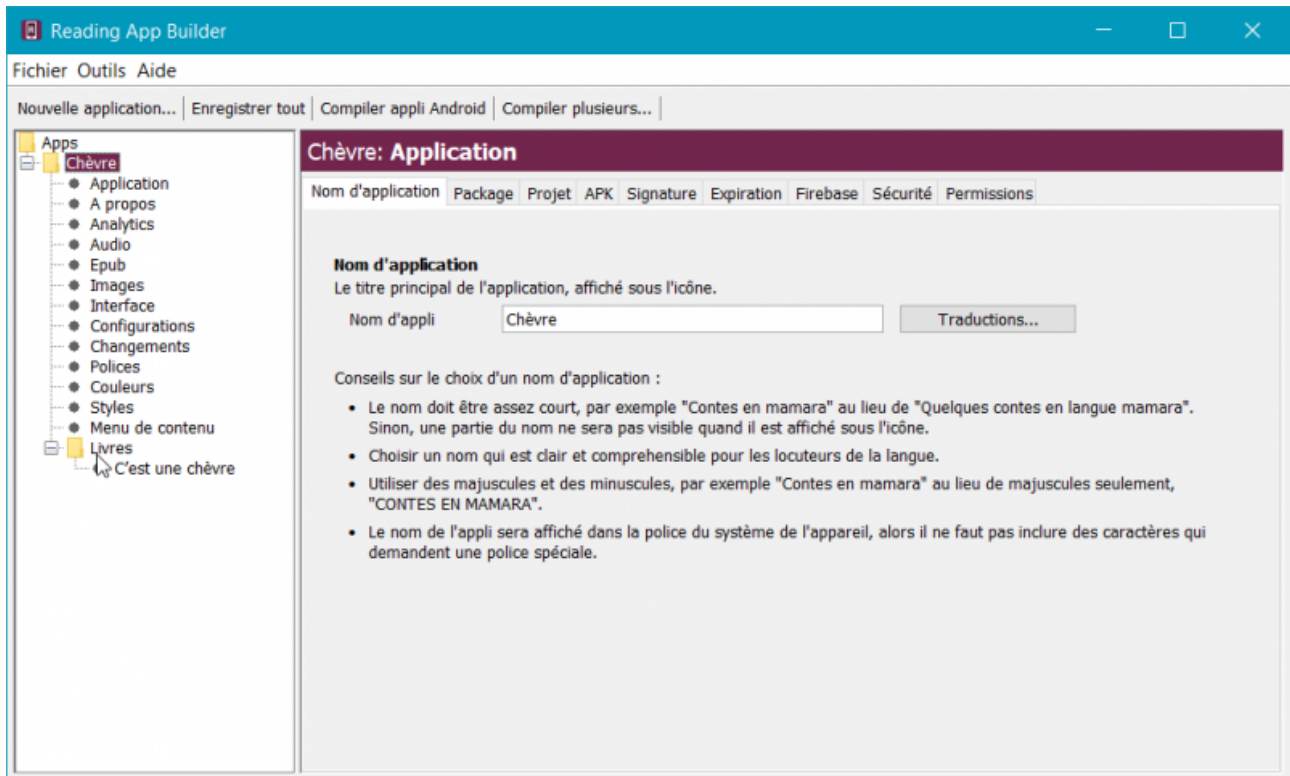 Reading App Builder
Fichier Outils Aide
Nouvelle application... Enregistrer tout Compiler appli Android Compiler plusieurs...
Apps
Chèvre
Application
A propos
Analytics
Audio
Epub
Images
Interface
Configurations
Changements
Polices
Couleurs
Styles
Menu de contenu
Livres
C'est une chèvre
Chèvre: Application
Nom d'application Package Projet APK Signature Expiration Firebase Sécurité Permissions
Nom d'application
Le titre principal de l'application, affiché sous l'icône.
Nom d'appli Chèvre Traductions...
Conseils sur le choix d'un nom d'application :
• Le nom doit être assez court, par exemple "Contes en mamara" au lieu de "Quelques contes en langue mamara".
Sinon, une partie du nom ne sera pas visible quand il est affiché sous l'icône.
• Choisir un nom qui est clair et comprehensible pour les locuteurs de la langue.
• Utiliser des majuscules et des minuscules, par exemple "Contes en mamara" au lieu de majuscules seulement,
"CONTES EN MAMARA".
• Le nom de l'appli sera affiché dans la police du système de l'appareil, alors il ne faut pas inclure des caractères qui
demandent une police spéciale.